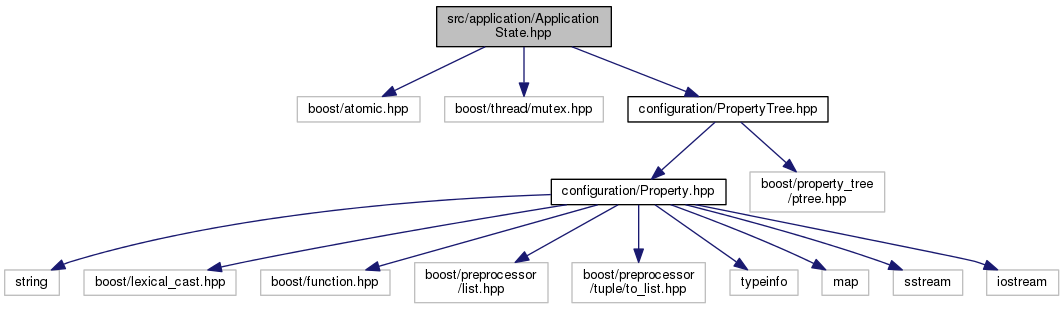 src/application/Application
State.hpp
boost/atomic.hpp
boost/thread/mutex.hpp
configuration/PropertyTree.hpp
configuration/Property.hpp
boost/property_tree
/ptree.hpp
string
boost/lexical_cast.hpp
boost/function.hpp
boost/preprocessor
/list.hpp
boost/preprocessor
/tuple/to_list.hpp
typeinfo
map
sstream
iostream